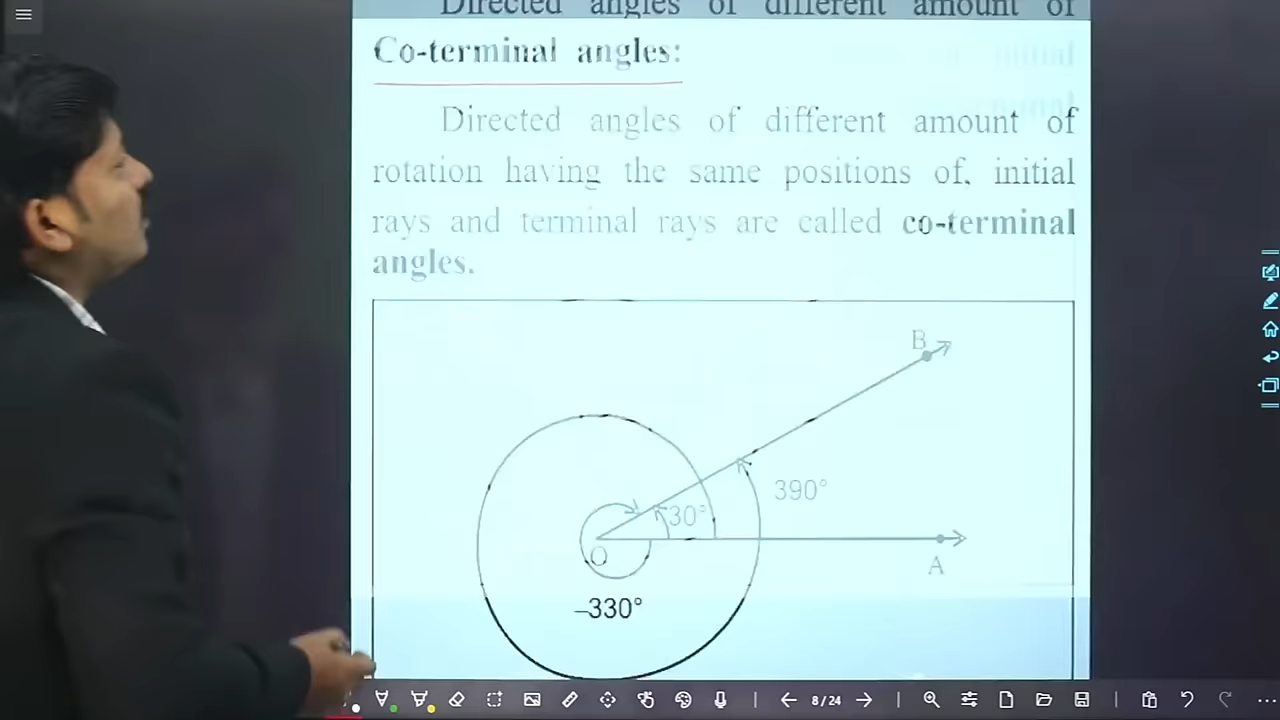 Directed angles of different amount of
Co-terminal angles:
initial
Directed angles of different amount of
rotation having the same positions of, initial
rays and terminal rays are called co-terminal
angles.
B
390°
30°
O
A
–330°
8/24